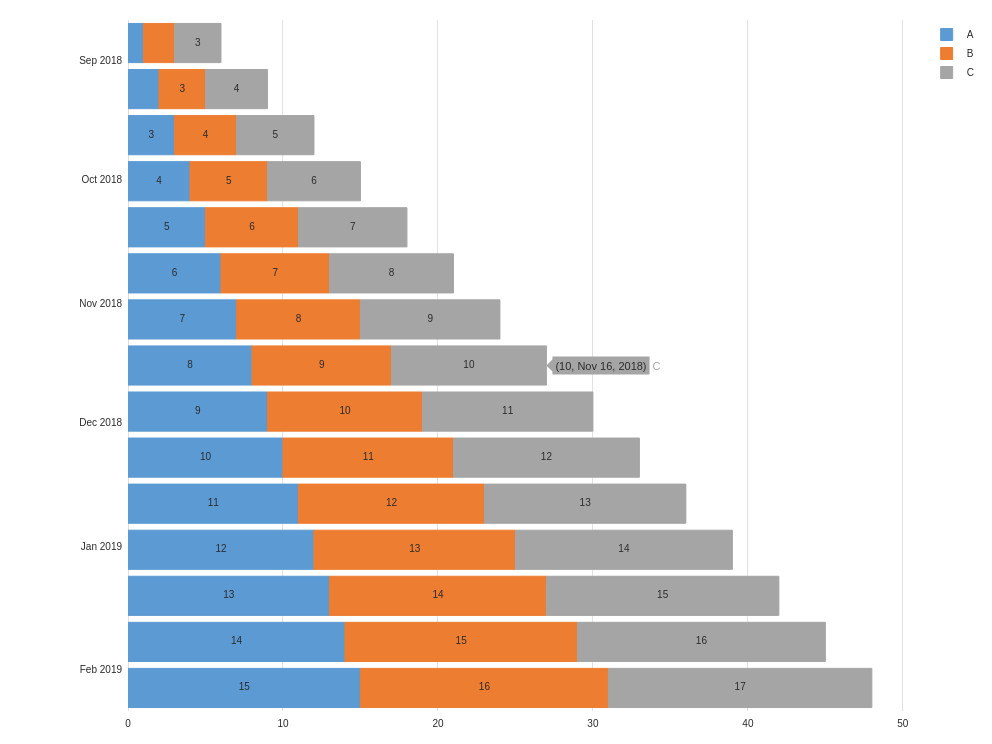 3
A
B
Sep 2018
C
3 4
3 4 5
Oct 2018
4 5 6
5 6 7
6 7 8
Nov 2018
7 8 9
8 9 10 (10, Nov 16, 2018) C
9 10 11
Dec 2018
10 11 12
11 12 13
Jan 2019
12 13 14
13 14 15
14 15 16
Feb 2019
15 16 17
0 10 20 30 40 50